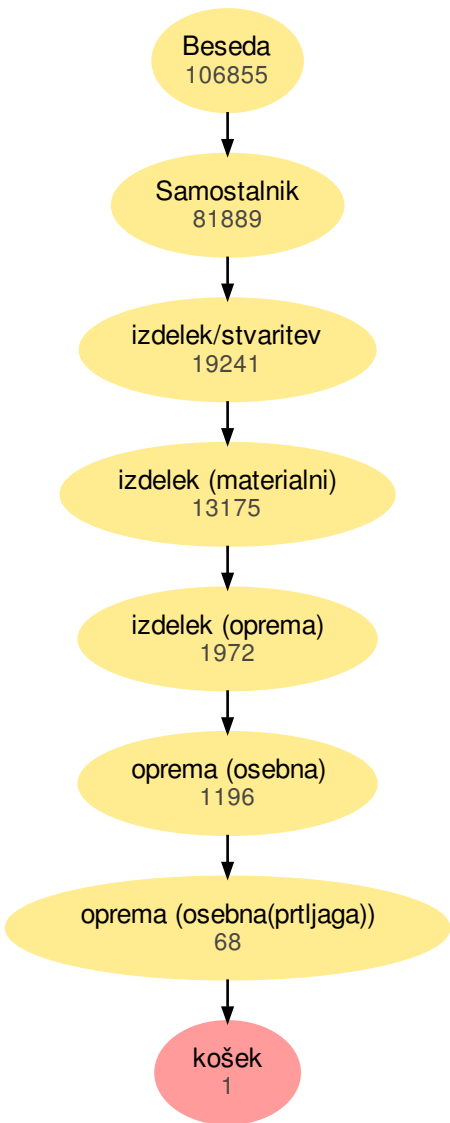 Beseda
106855
Samostalnik
81889
izdelek/stvaritev
19241
izdelek (materialni)
13175
izdelek (oprema)
1972
oprema (osebna)
1196
oprema (osebna(prtljaga))
68
košek
1